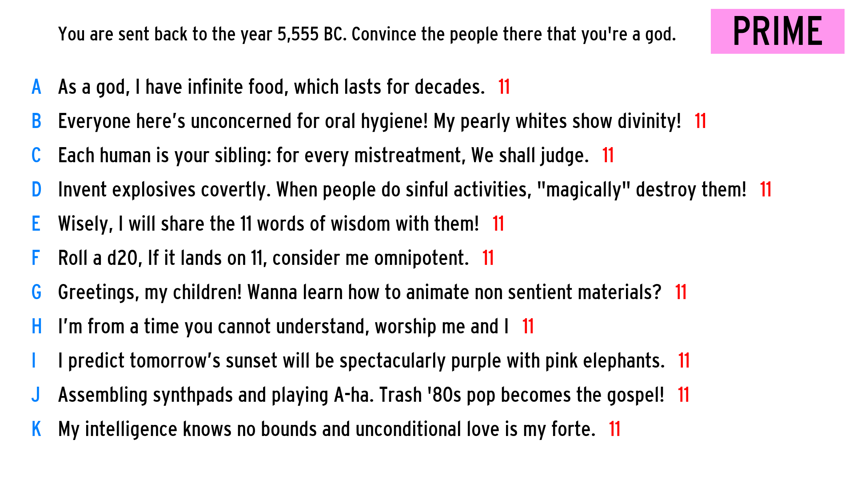 You are sent back to the year 5,555 BC. Convince the people there that you're a god.
PRIME
A As a god, I have infinite food, which lasts for decades. 11
B Everyone here's unconcerned for oral hygiene! My pearly whites show divinity! 11
C Each human is your sibling: for every mistreatment, We shall judge. 11
D Invent explosives covertly. When people do sinful activities, "magically" destroy them! 11
E Wisely, I will share the 11 words of wisdom with them! 11
F Roll a d20, If it lands on 11, consider me omnipotent. 11
G Greetings, my children! Wanna learn how to animate non sentient materials? 11
H I'm from a time you cannot understand, worship me and I 11
I I predict tomorrow's sunset will be spectacularly purple with pink elephants. 11
J Assembling synthpads and playing A-ha. Trash '80s pop becomes the gospel! 11
K My intelligence knows no bounds and unconditional love is my forte. 11